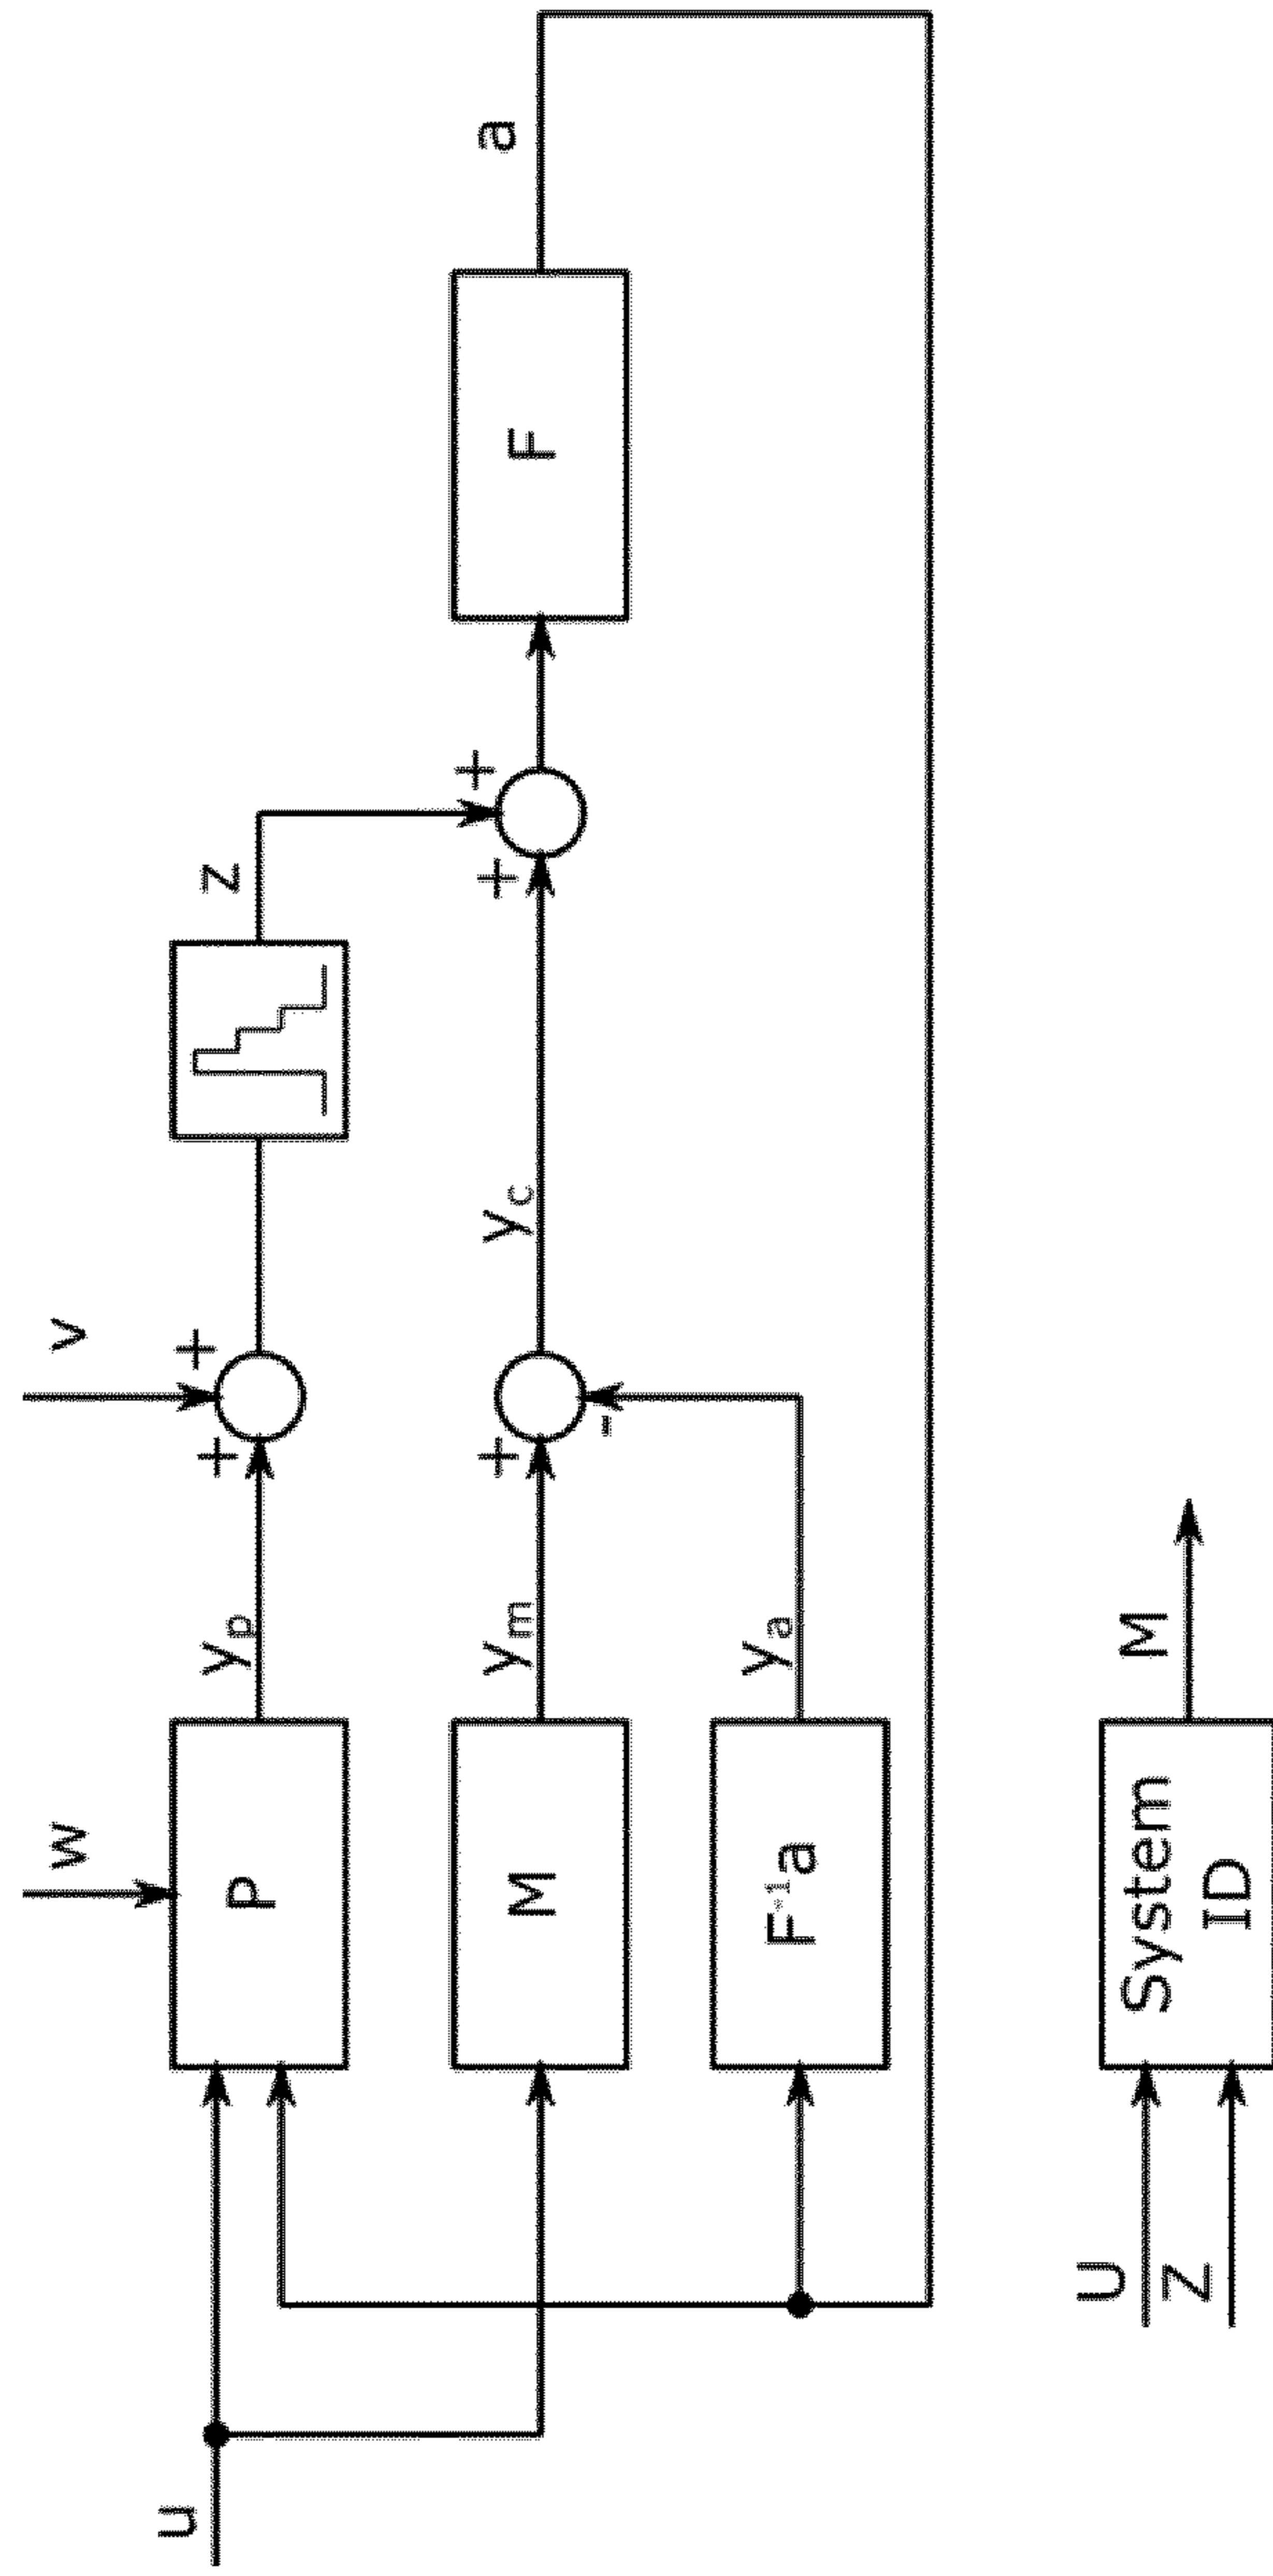 w
v
u
P
y_p
+
+
z
M
y_m
+
-
y_c
+
+
F
a
F⁻¹a
y_a
U
Z
System
ID
M